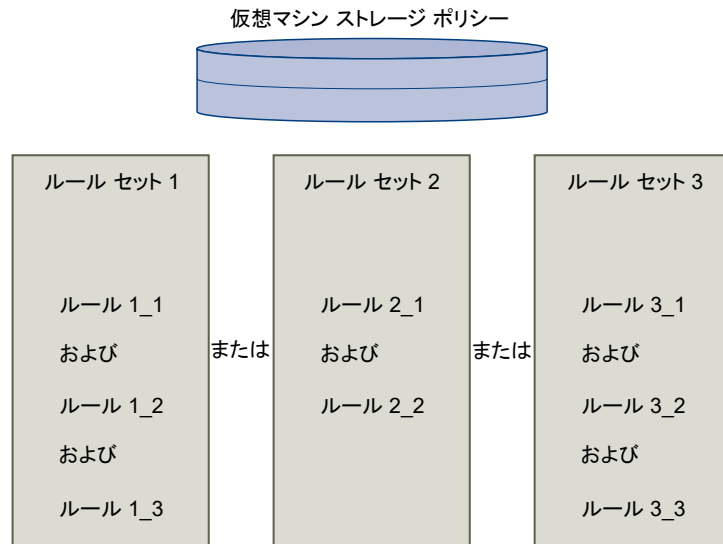 仮想マシン ストレージ ポリシー
ルール セット 1
ルール 1_1
および
ルール 1_2
および
ルール 1_3
または
ルール セット 2
ルール 2_1
および
ルール 2_2
または
ルール セット 3
ルール 3_1
および
ルール 3_2
および
ルール 3_3